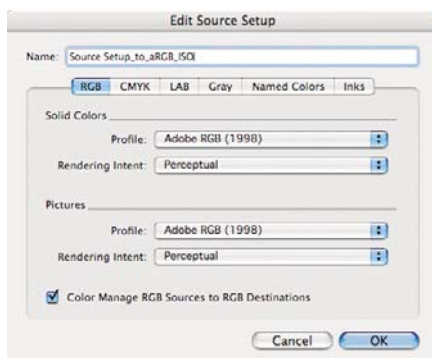 Edit Source Setup
Name: Source Setup_to_aRGB_ISO
RGB CMYK LAB Gray Named Colors Inks
Solid Colors
Profile: Adobe RGB (1998)
Rendering Intent: Perceptual
Pictures
Profile: Adobe RGB (1998)
Rendering Intent: Perceptual
Color Manage RGB Sources to RGB Destinations
Cancel OK